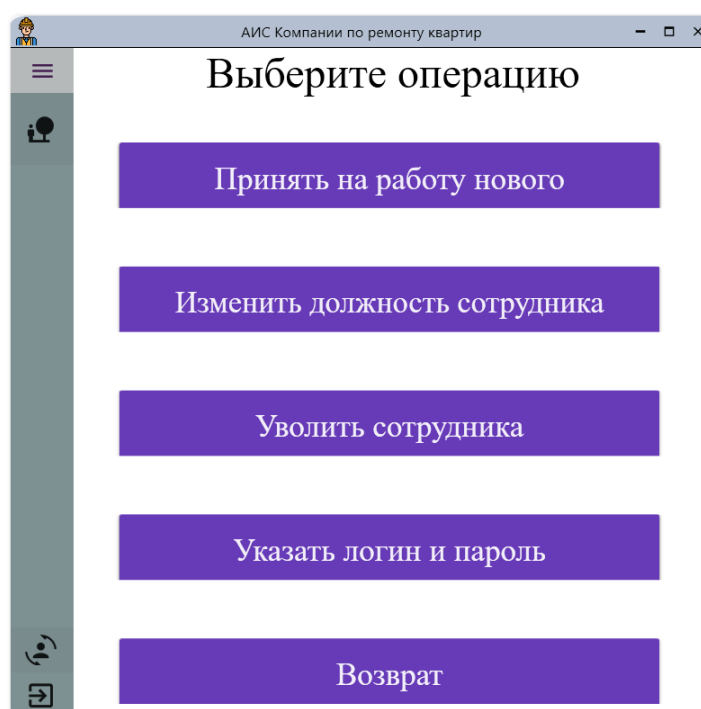 АИС Компании по ремонту квартир
Выберите операцию
Принять на работу нового
Изменить должность сотрудника
Уволить сотрудника
Указать логин и пароль
Возврат